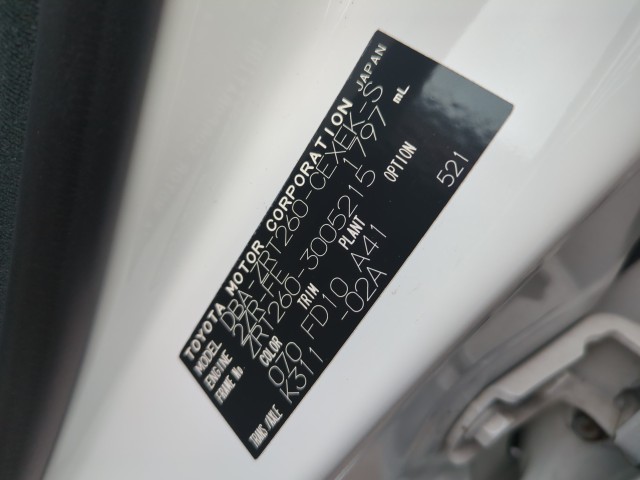 TOYOTA MOTOR CORPORATION JAPAN
MODEL DBA-ZRT260-CEXEK-S
ENGINE 2ZR-FE 1797 mL
FRAME No. ZRT260-3005215
COLOR TRIM PLANT OPTION
070 FD10 A41 521
TRANS/AXLE K311 -02A